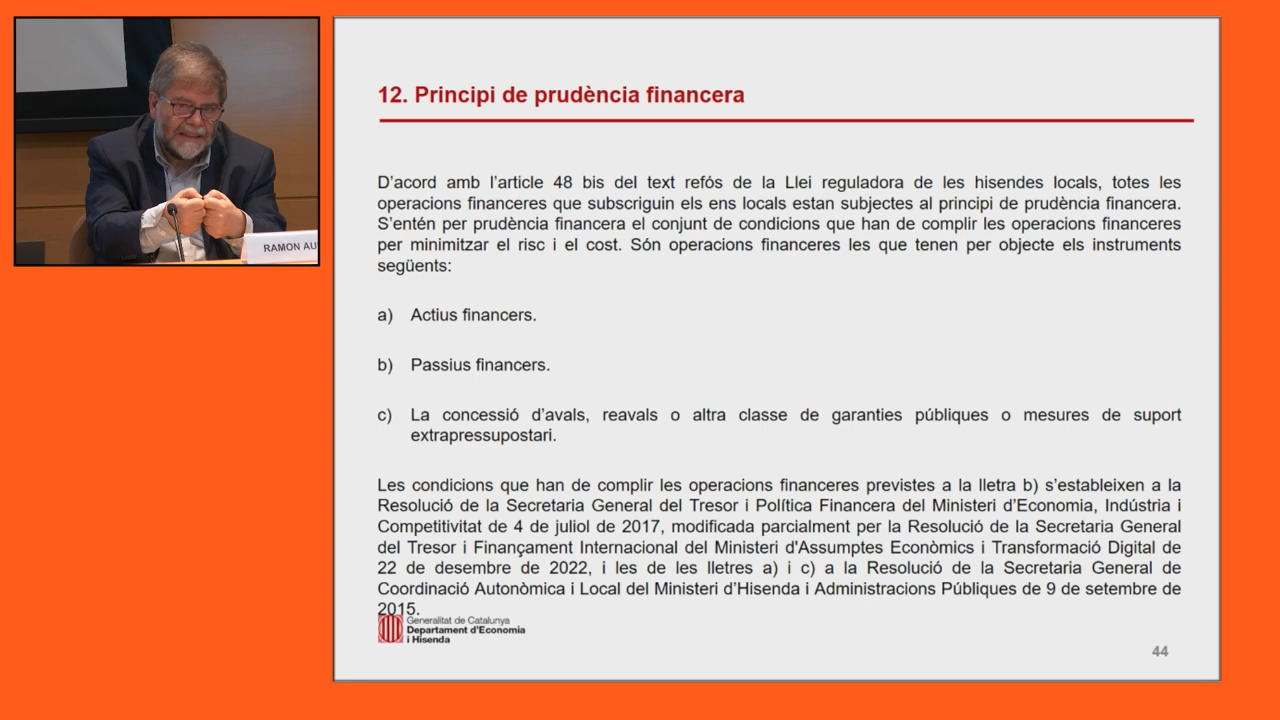 RAMON AU
12. Principi de prudència financera
D’acord amb l’article 48 bis del text refós de la Llei reguladora de les hisendes locals, totes les
operacions financeres que subscriguin els ens locals estan subjectes al principi de prudència financera.
S’entén per prudència financera el conjunt de condicions que han de complir les operacions financeres
per minimitzar el risc i el cost. Són operacions financeres les que tenen per objecte els instruments
següents:
a) Actius financers.
b) Passius financers.
c) La concessió d’avals, reavals o altra classe de garanties públiques o mesures de suport
extrapressupostari.
Les condicions que han de complir les operacions financeres previstes a la lletra b) s’estableixen a la
Resolució de la Secretaria General del Tresor i Política Financera del Ministeri d’Economia, Indústria i
Competitivitat de 4 de juliol de 2017, modificada parcialment per la Resolució de la Secretaria General
del Tresor i Finançament Internacional del Ministeri d'Assumptes Econòmics i Transformació Digital de
22 de desembre de 2022, i les de les lletres a) i c) a la Resolució de la Secretaria General de
Coordinació Autonòmica i Local del Ministeri d’Hisenda i Administracions Públiques de 9 de setembre de
2015.
Generalitat de Catalunya
Departament d'Economia
i Hisenda
44